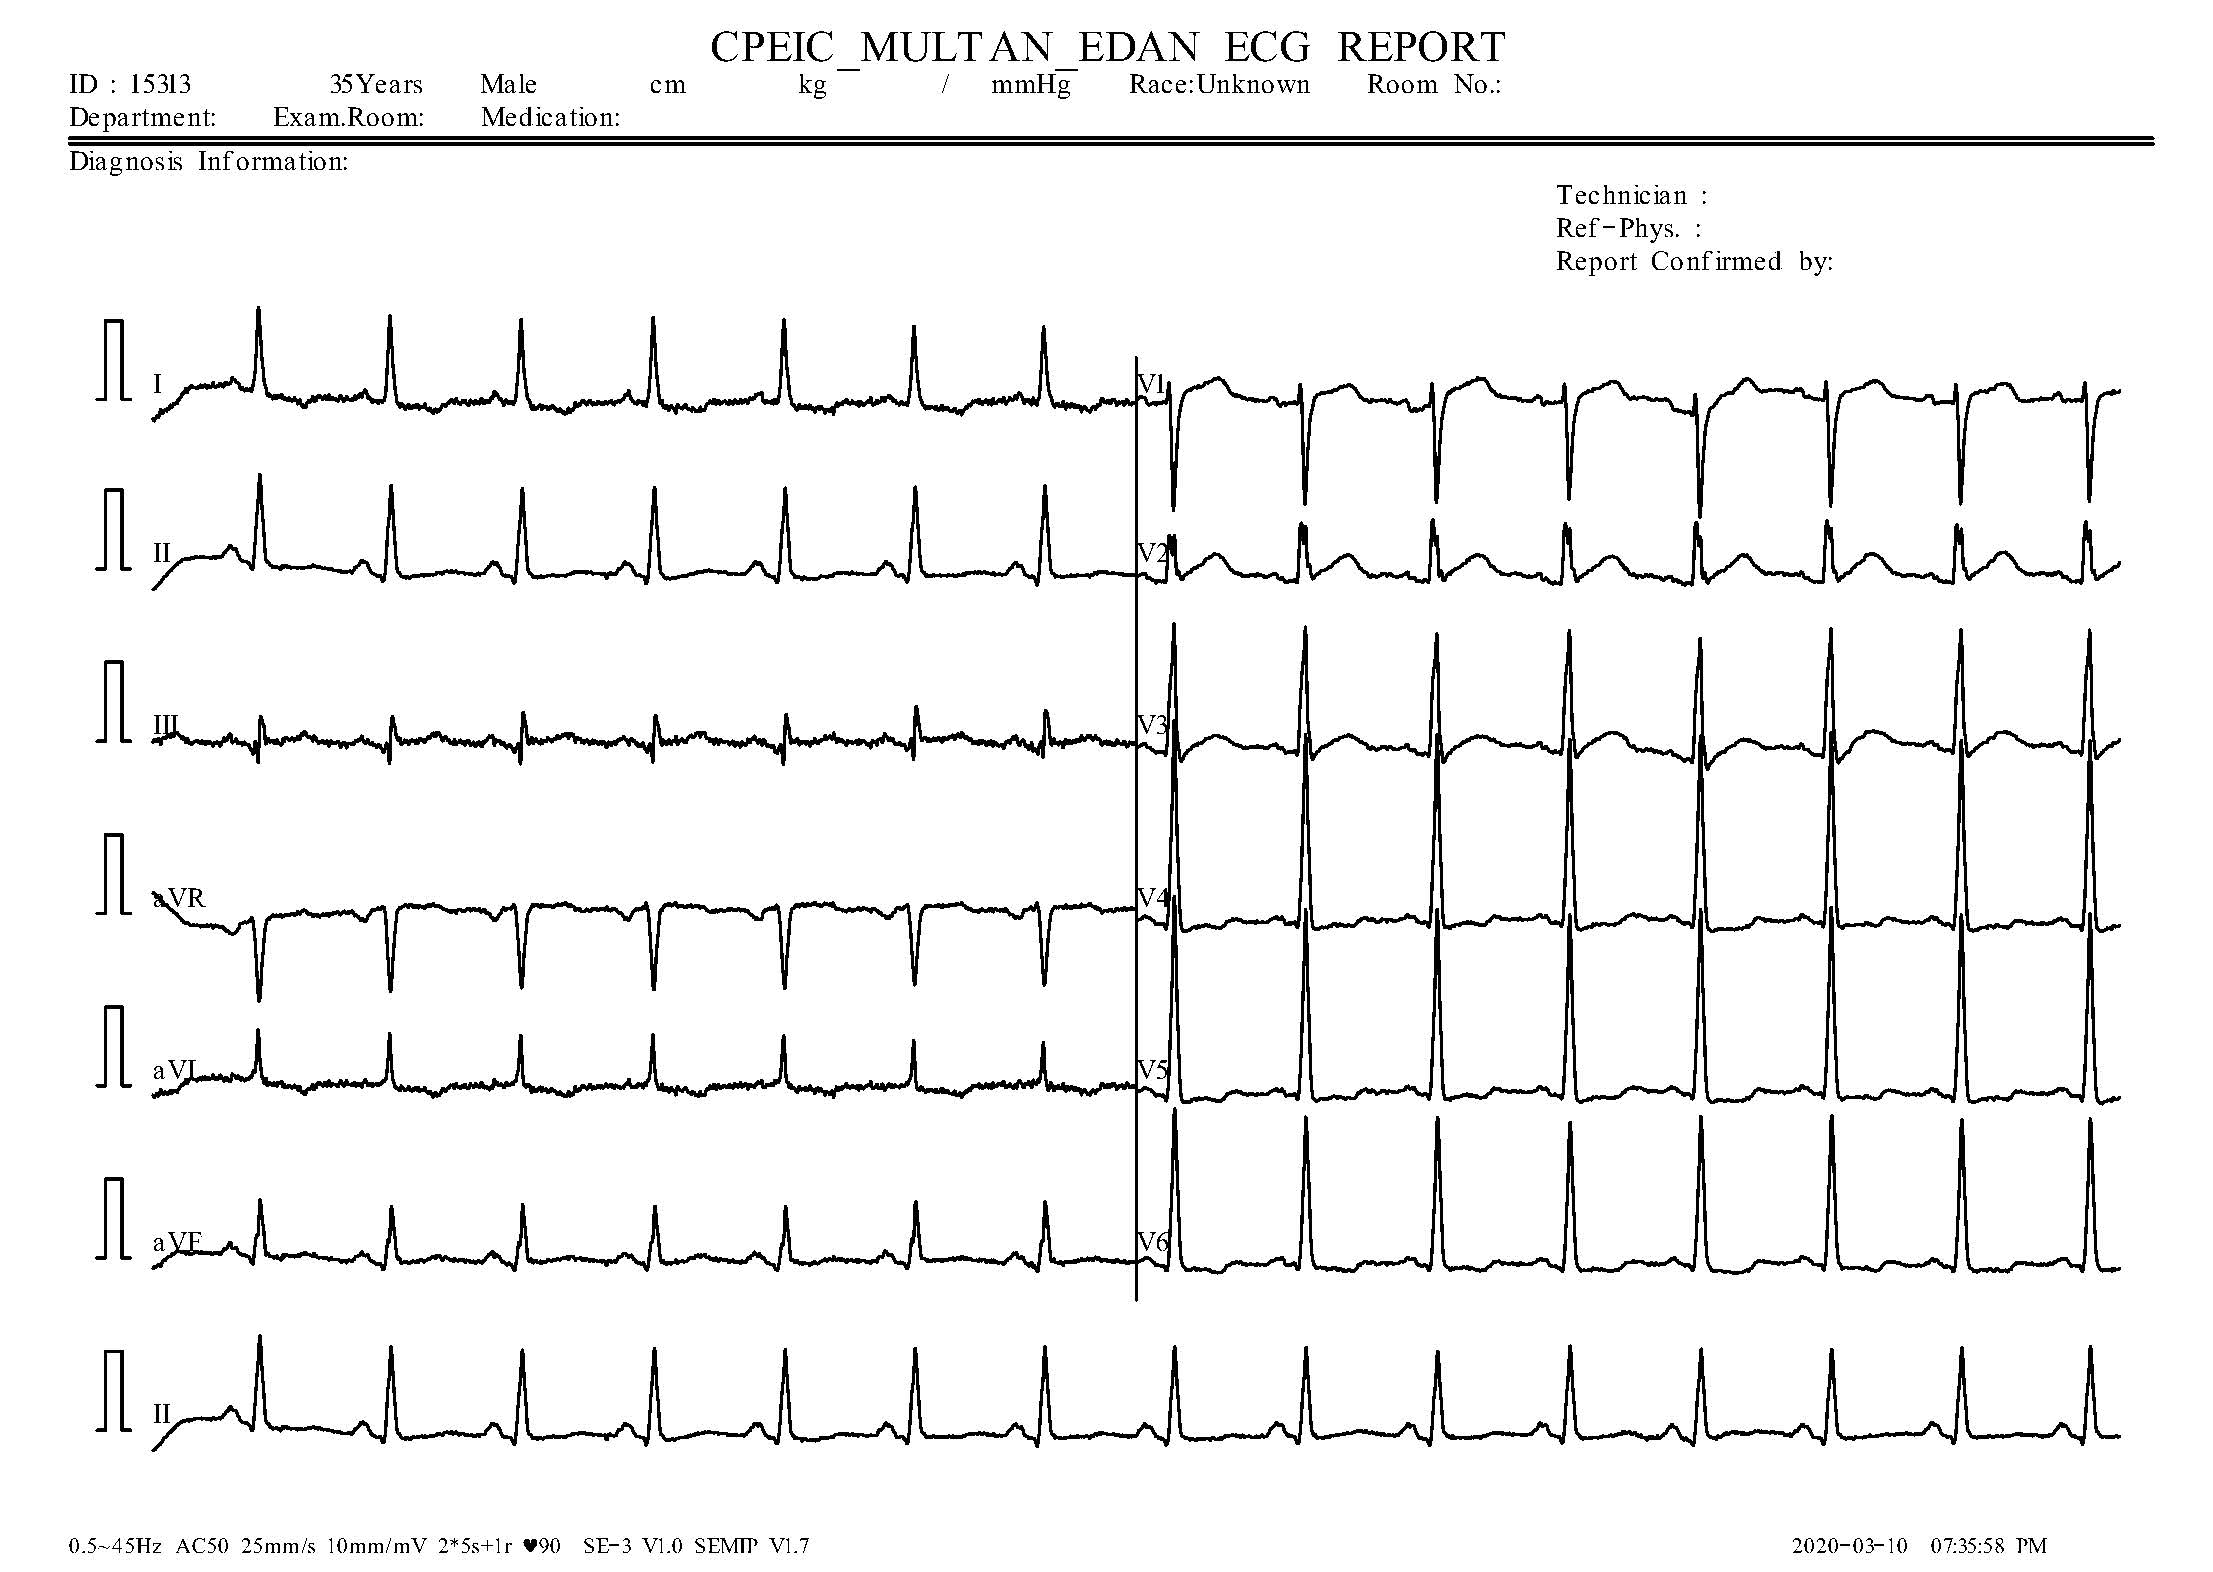 CPEIC_MULTAN_EDAN ECG REPORT
ID : 15313 35Years Male cm kg / mmHg Race:Unknown Room No.:
Department: Exam.Room: Medication:
Diagnosis Information:
Technician :
Ref-Phys. :
Report Confirmed by:
I V1
II V2
III V3
aVR V4
aVL V5
aVF V6
II
0.5~45Hz AC50 25mm/s 10mm/mV 2*5s+1r ♥90 SE-3 V1.0 SEMIP V1.7 2020-03-10 07:35:58 PM